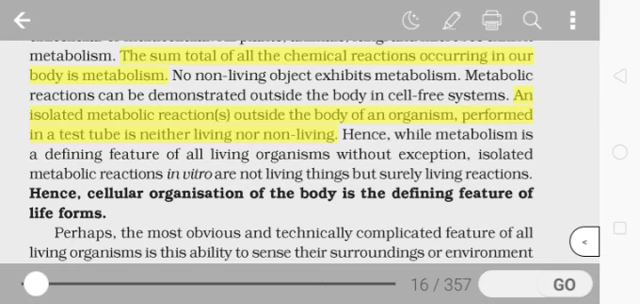 metabolism. The sum total of all the chemical reactions occurring in our
body is metabolism. No non-living object exhibits metabolism. Metabolic
reactions can be demonstrated outside the body in cell-free systems. An
isolated metabolic reaction(s) outside the body of an organism, performed
in a test tube is neither living nor non-living. Hence, while metabolism is
a defining feature of all living organisms without exception, isolated
metabolic reactions in vitro are not living things but surely living reactions.
Hence, cellular organisation of the body is the defining feature of
life forms.
Perhaps, the most obvious and technically complicated feature of all
living organisms is this ability to sense their surroundings or environment
<
16 / 357 GO